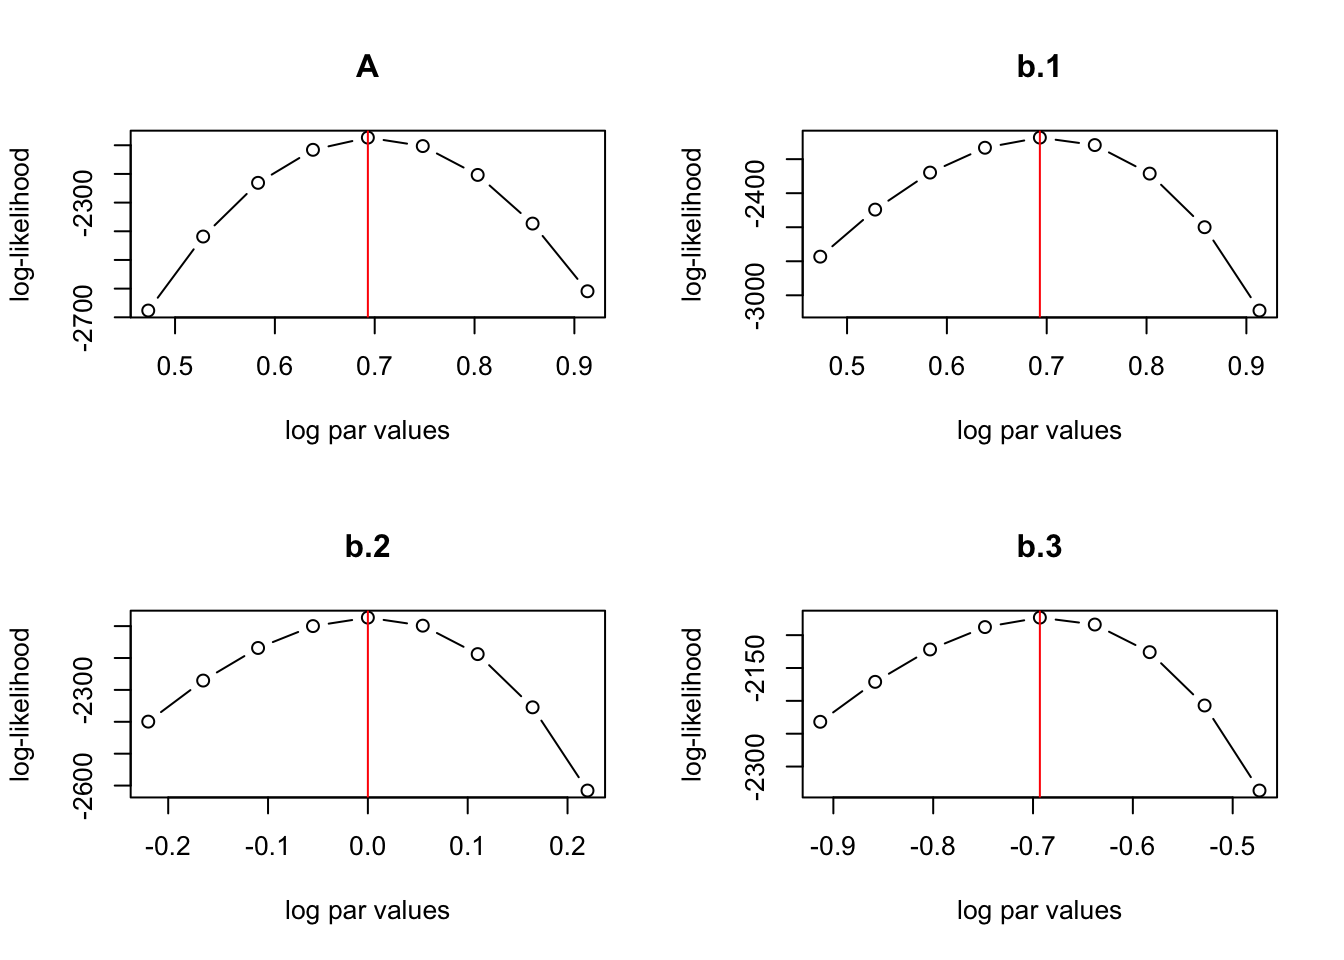 A
log-likelihood
-2300
-2700
0.5 0.6 0.7 0.8 0.9
log par values
b.1
log-likelihood
-2400
-3000
0.5 0.6 0.7 0.8 0.9
log par values
b.2
log-likelihood
-2300
-2600
-0.2 -0.1 0.0 0.1 0.2
log par values
b.3
log-likelihood
-2150
-2300
-0.9 -0.8 -0.7 -0.6 -0.5
log par values